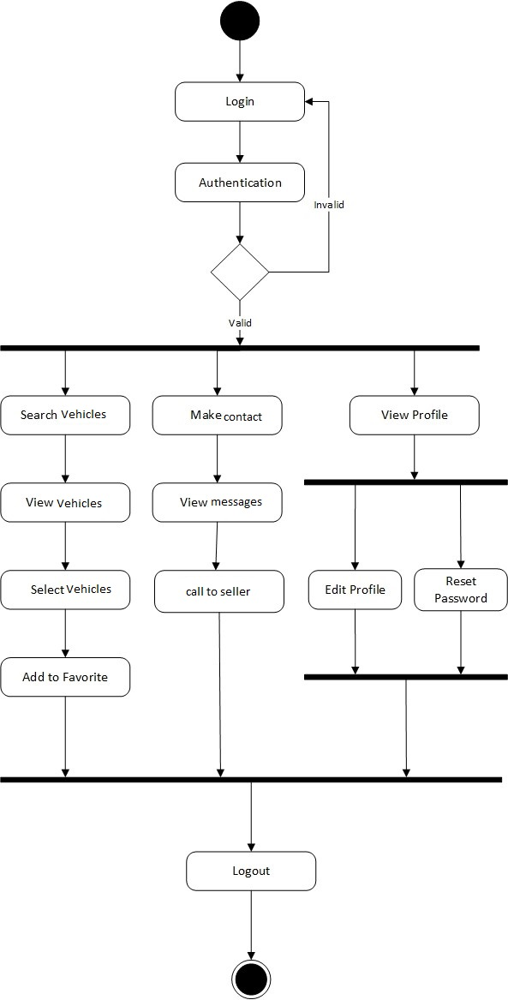 Login
Authentication
Invalid
Valid
Search Vehicles
Make contact
View Profile
View Vehicles
View messages
Select Vehicles
call to seller
Edit Profile
Reset
Password
Add to Favorite
Logout